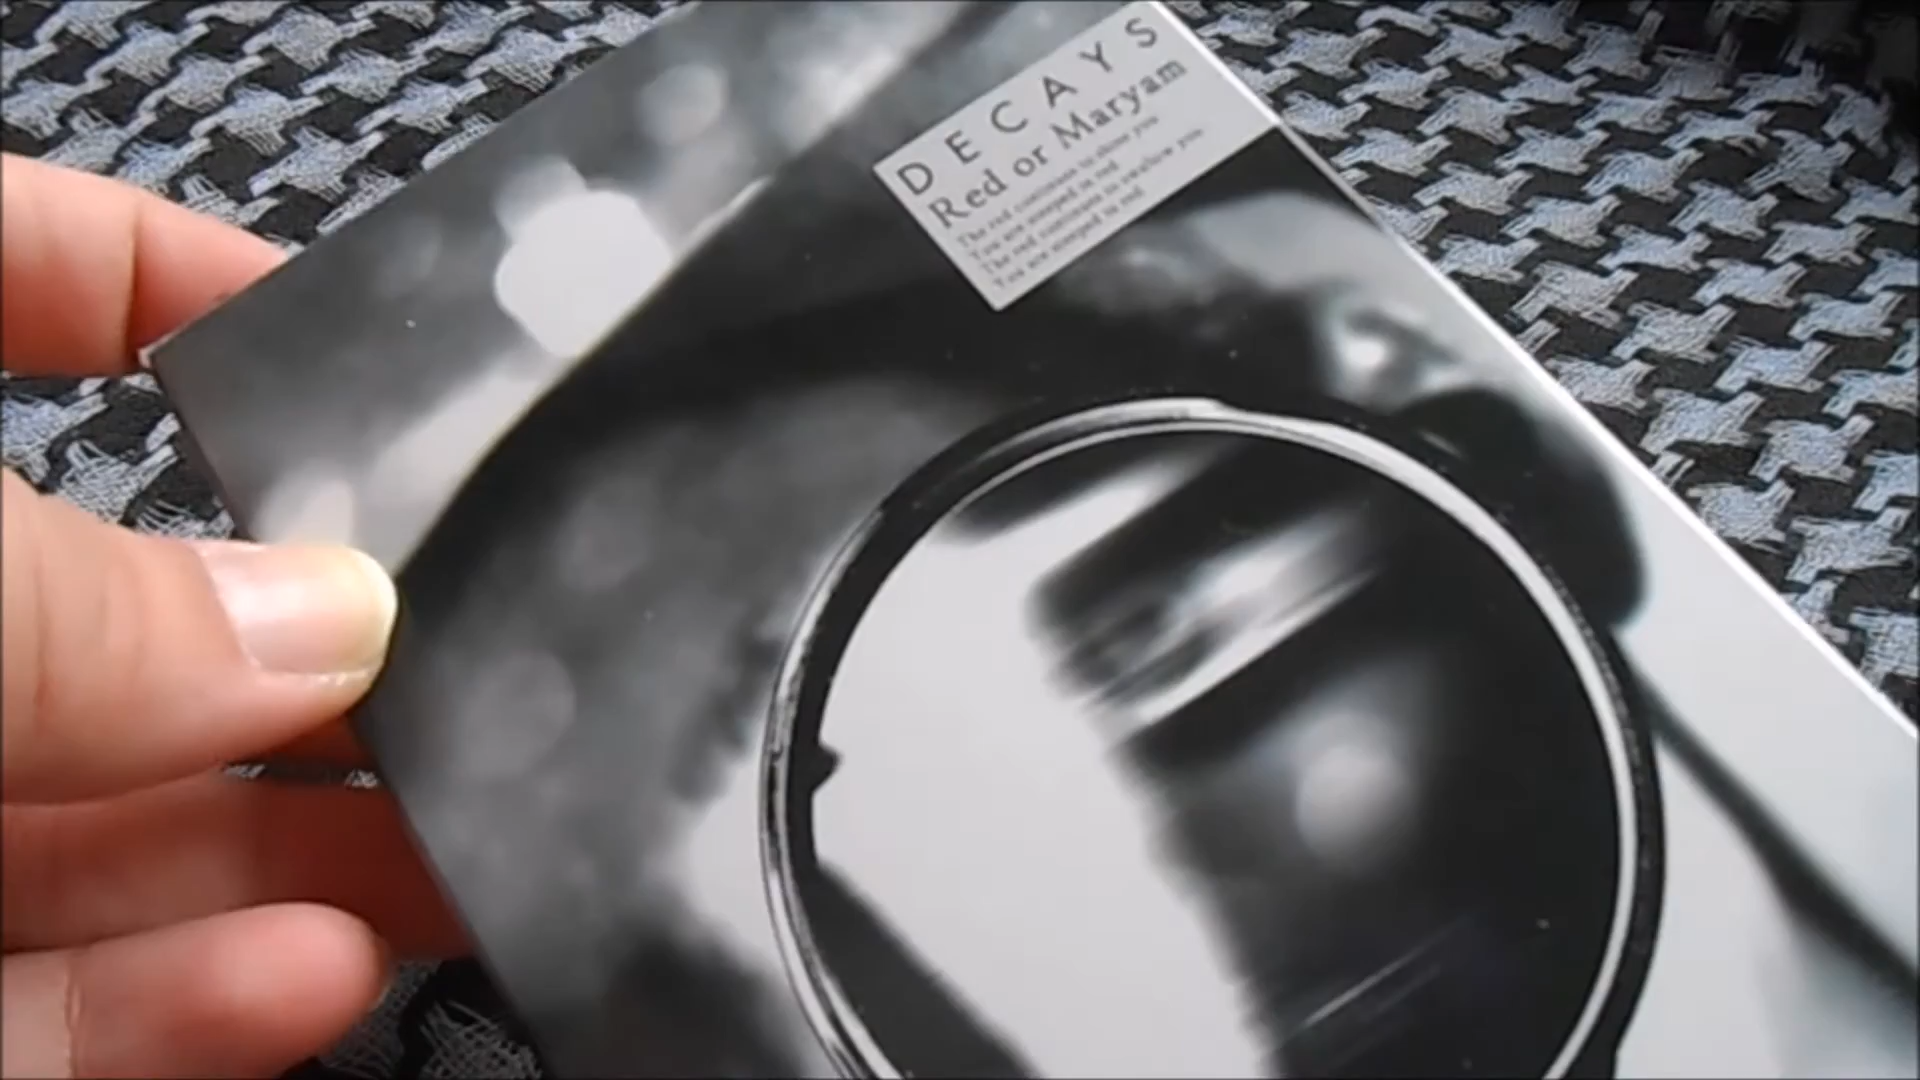 DECAYS
Red or Maryam
The red continues to shine you
You are steeped in red
The red continues to swallow you
You are steeped in red